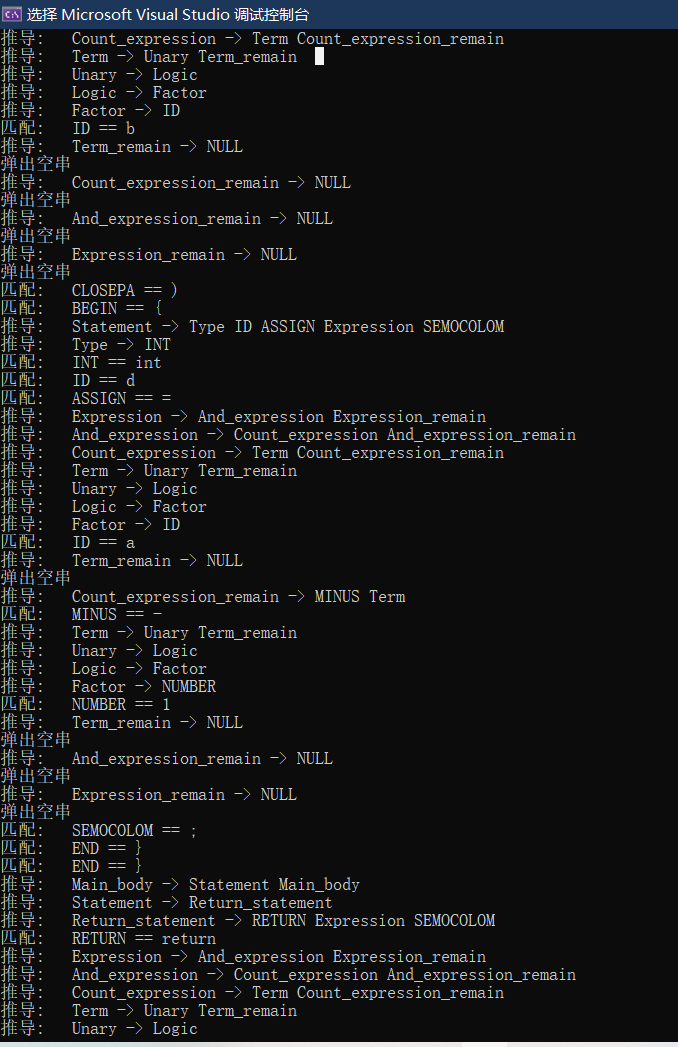 选择 Microsoft Visual Studio 调试控制台
推导: Count_expression -> Term Count_expression_remain
推导: Term -> Unary Term_remain
推导: Unary -> Logic
推导: Logic -> Factor
推导: Factor -> ID
匹配: ID == b
推导: Term_remain -> NULL
弹出空串
推导: Count_expression_remain -> NULL
弹出空串
推导: And_expression_remain -> NULL
弹出空串
推导: Expression_remain -> NULL
弹出空串
匹配: CLOSEPA == )
匹配: BEGIN == {
推导: Statement -> Type ID ASSIGN Expression SEMOCOLOM
推导: Type -> INT
匹配: INT == int
匹配: ID == d
匹配: ASSIGN == =
推导: Expression -> And_expression Expression_remain
推导: And_expression -> Count_expression And_expression_remain
推导: Count_expression -> Term Count_expression_remain
推导: Term -> Unary Term_remain
推导: Unary -> Logic
推导: Logic -> Factor
推导: Factor -> ID
匹配: ID == a
推导: Term_remain -> NULL
弹出空串
推导: Count_expression_remain -> MINUS Term
匹配: MINUS == -
推导: Term -> Unary Term_remain
推导: Unary -> Logic
推导: Logic -> Factor
推导: Factor -> NUMBER
匹配: NUMBER == 1
推导: Term_remain -> NULL
弹出空串
推导: And_expression_remain -> NULL
弹出空串
推导: Expression_remain -> NULL
弹出空串
匹配: SEMOCOLOM == ;
匹配: END == }
匹配: END == }
推导: Main_body -> Statement Main_body
推导: Statement -> Return_statement
推导: Return_statement -> RETURN Expression SEMOCOLOM
匹配: RETURN == return
推导: Expression -> And_expression Expression_remain
推导: And_expression -> Count_expression And_expression_remain
推导: Count_expression -> Term Count_expression_remain
推导: Term -> Unary Term_remain
推导: Unary -> Logic